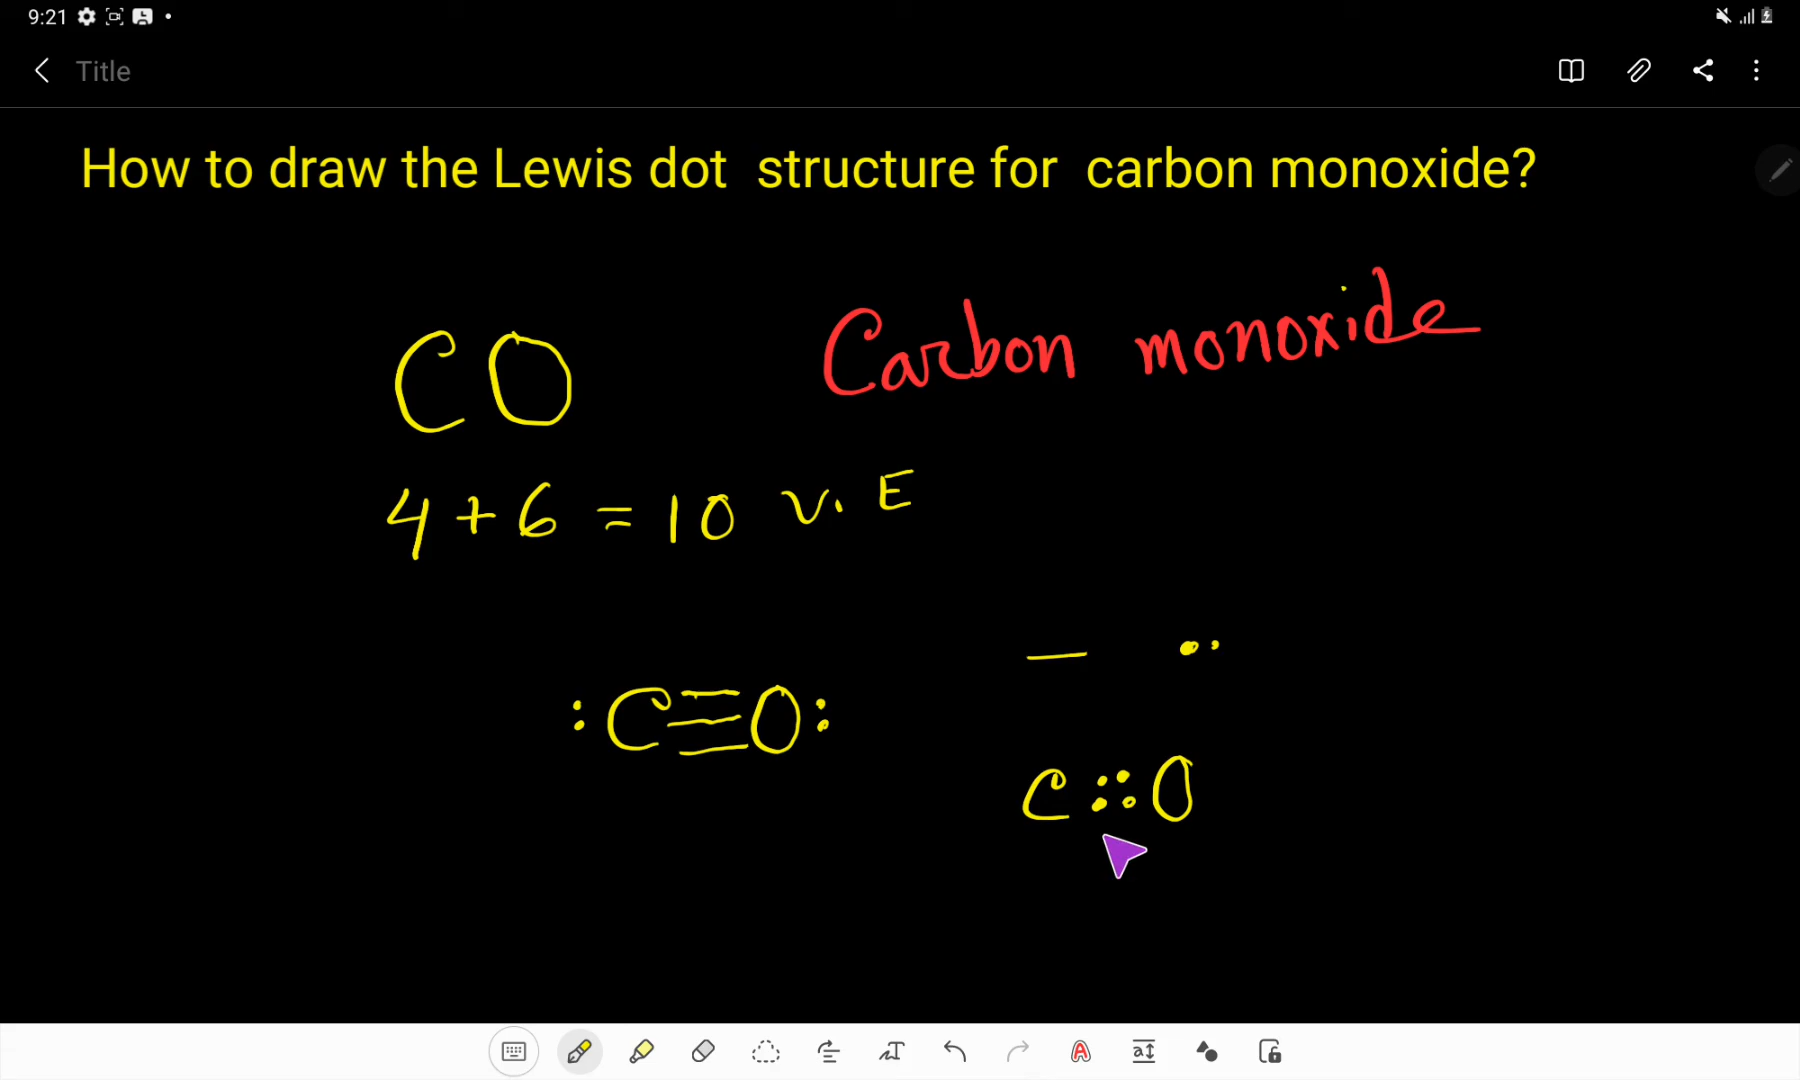 9:21
Title
How to draw the Lewis dot structure for carbon monoxide?
CO
Carbon monoxide
4 + 6 = 10 V. E
— ••
:C≡O:
C::O